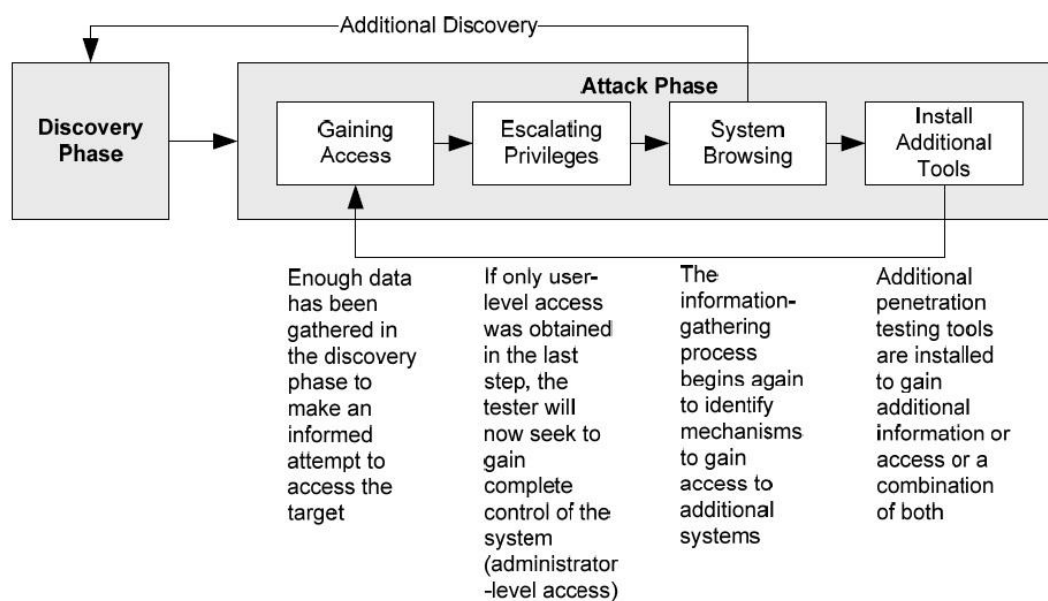 Additional Discovery
Discovery
Phase
Attack Phase
Gaining
Access
Escalating
Privileges
System
Browsing
Install
Additional
Tools
Enough data
has been
gathered in
the discovery
phase to
make an
informed
attempt to
access the
target
If only user-
level access
was obtained
in the last
step, the
tester will
now seek to
gain
complete
control of the
system
(administrator
-level access)
The
information-
gathering
process
begins again
to identify
mechanisms
to gain
access to
additional
systems
Additional
penetration
testing tools
are installed
to gain
additional
information or
access or a
combination
of both